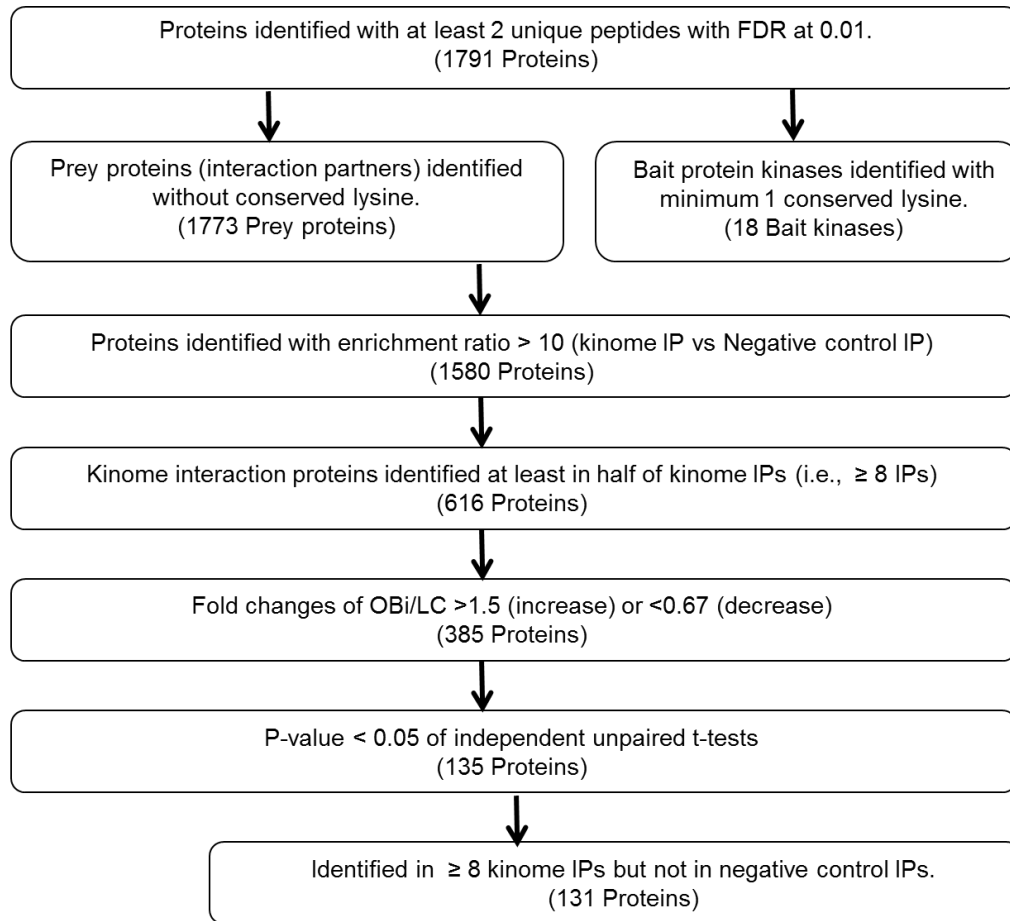 Proteins identified with at least 2 unique peptides with FDR at 0.01.
(1791 Proteins)
Prey proteins (interaction partners) identified
without conserved lysine.
(1773 Prey proteins)
Bait protein kinases identified with
minimum 1 conserved lysine.
(18 Bait kinases)
Proteins identified with enrichment ratio > 10 (kinome IP vs Negative control IP)
(1580 Proteins)
Kinome interaction proteins identified at least in half of kinome IPs (i.e., ≥ 8 IPs)
(616 Proteins)
Fold changes of OBi/LC >1.5 (increase) or <0.67 (decrease)
(385 Proteins)
P-value < 0.05 of independent unpaired t-tests
(135 Proteins)
Identified in ≥ 8 kinome IPs but not in negative control IPs.
(131 Proteins)